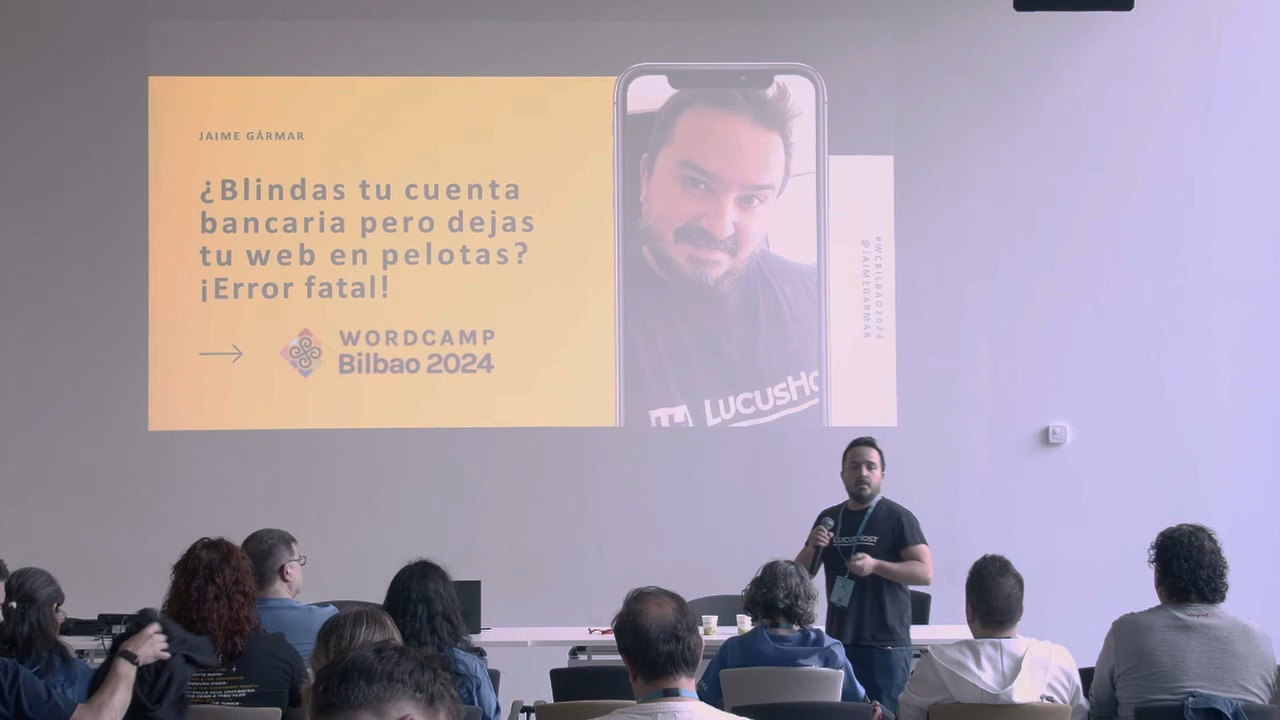 JAIME GÁRMAR
¿Blindas tu cuenta
bancaria pero dejas
tu web en pelotas?
¡Error fatal!
WORDCAMP
Bilbao 2024
LUCUSHO
#WCBILBAO2024
@JAIMEGARMAR
LUCUSHOST